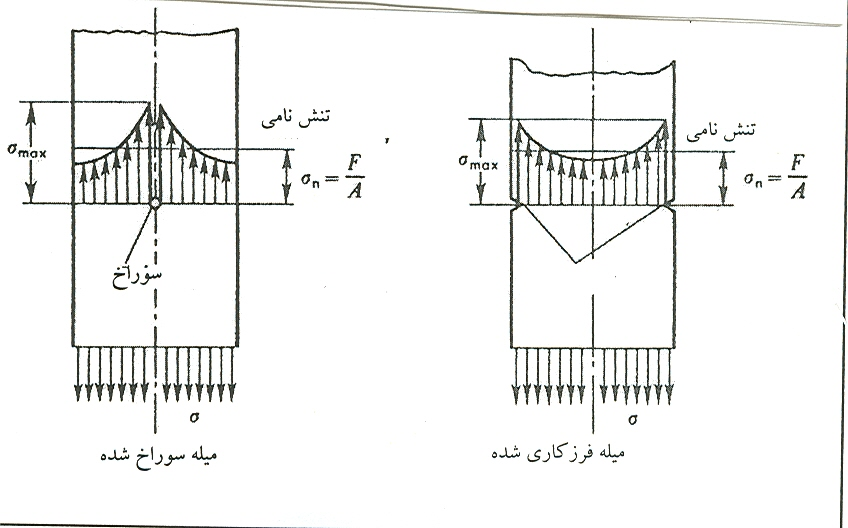 تنش نامی
σmax
σn = F/A
سوراخ
σ
میله سوراخ شده
تنش نامی
σmax
σn = F/A
σ
میله فرزکاری شده